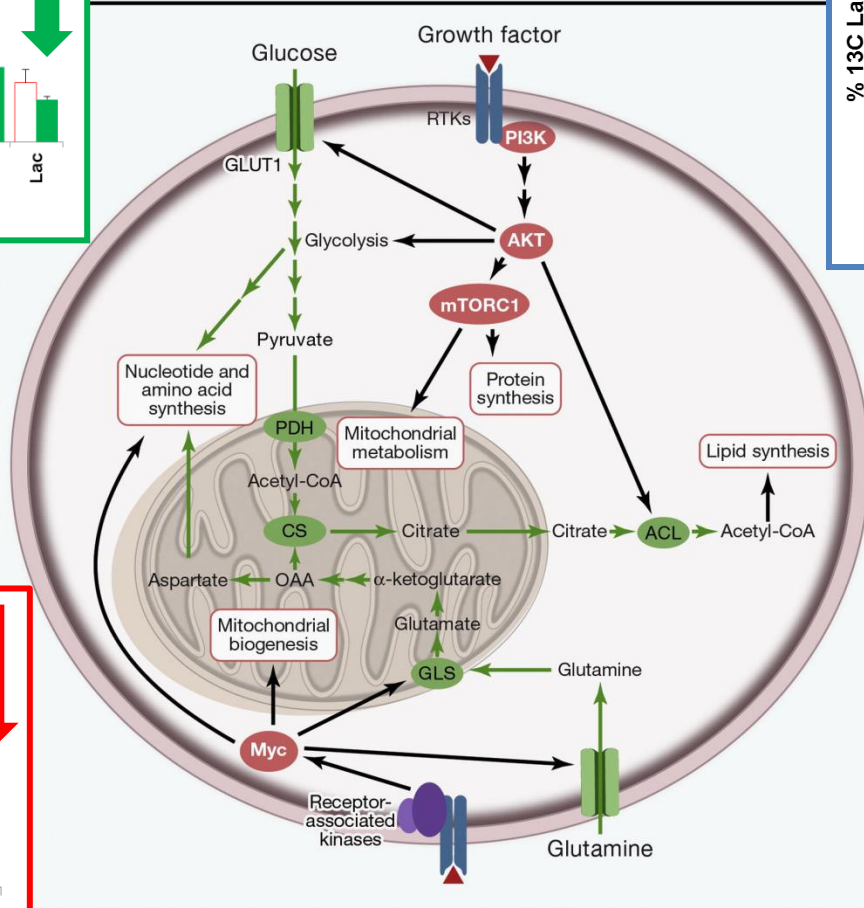 % 13C La
Lac
Growth factor
Glucose
RTKs
PI3K
GLUT1
Glycolysis
AKT
mTORC1
Pyruvate
Nucleotide and
amino acid
synthesis
Protein
synthesis
PDH
Mitochondrial
metabolism
Lipid synthesis
Acetyl-CoA
CS
Citrate
Citrate
ACL
Acetyl-CoA
Aspartate
OAA
α-ketoglutarate
Mitochondrial
biogenesis
Glutamate
GLS
Glutamine
Myc
Receptor-
associated
kinases
Glutamine